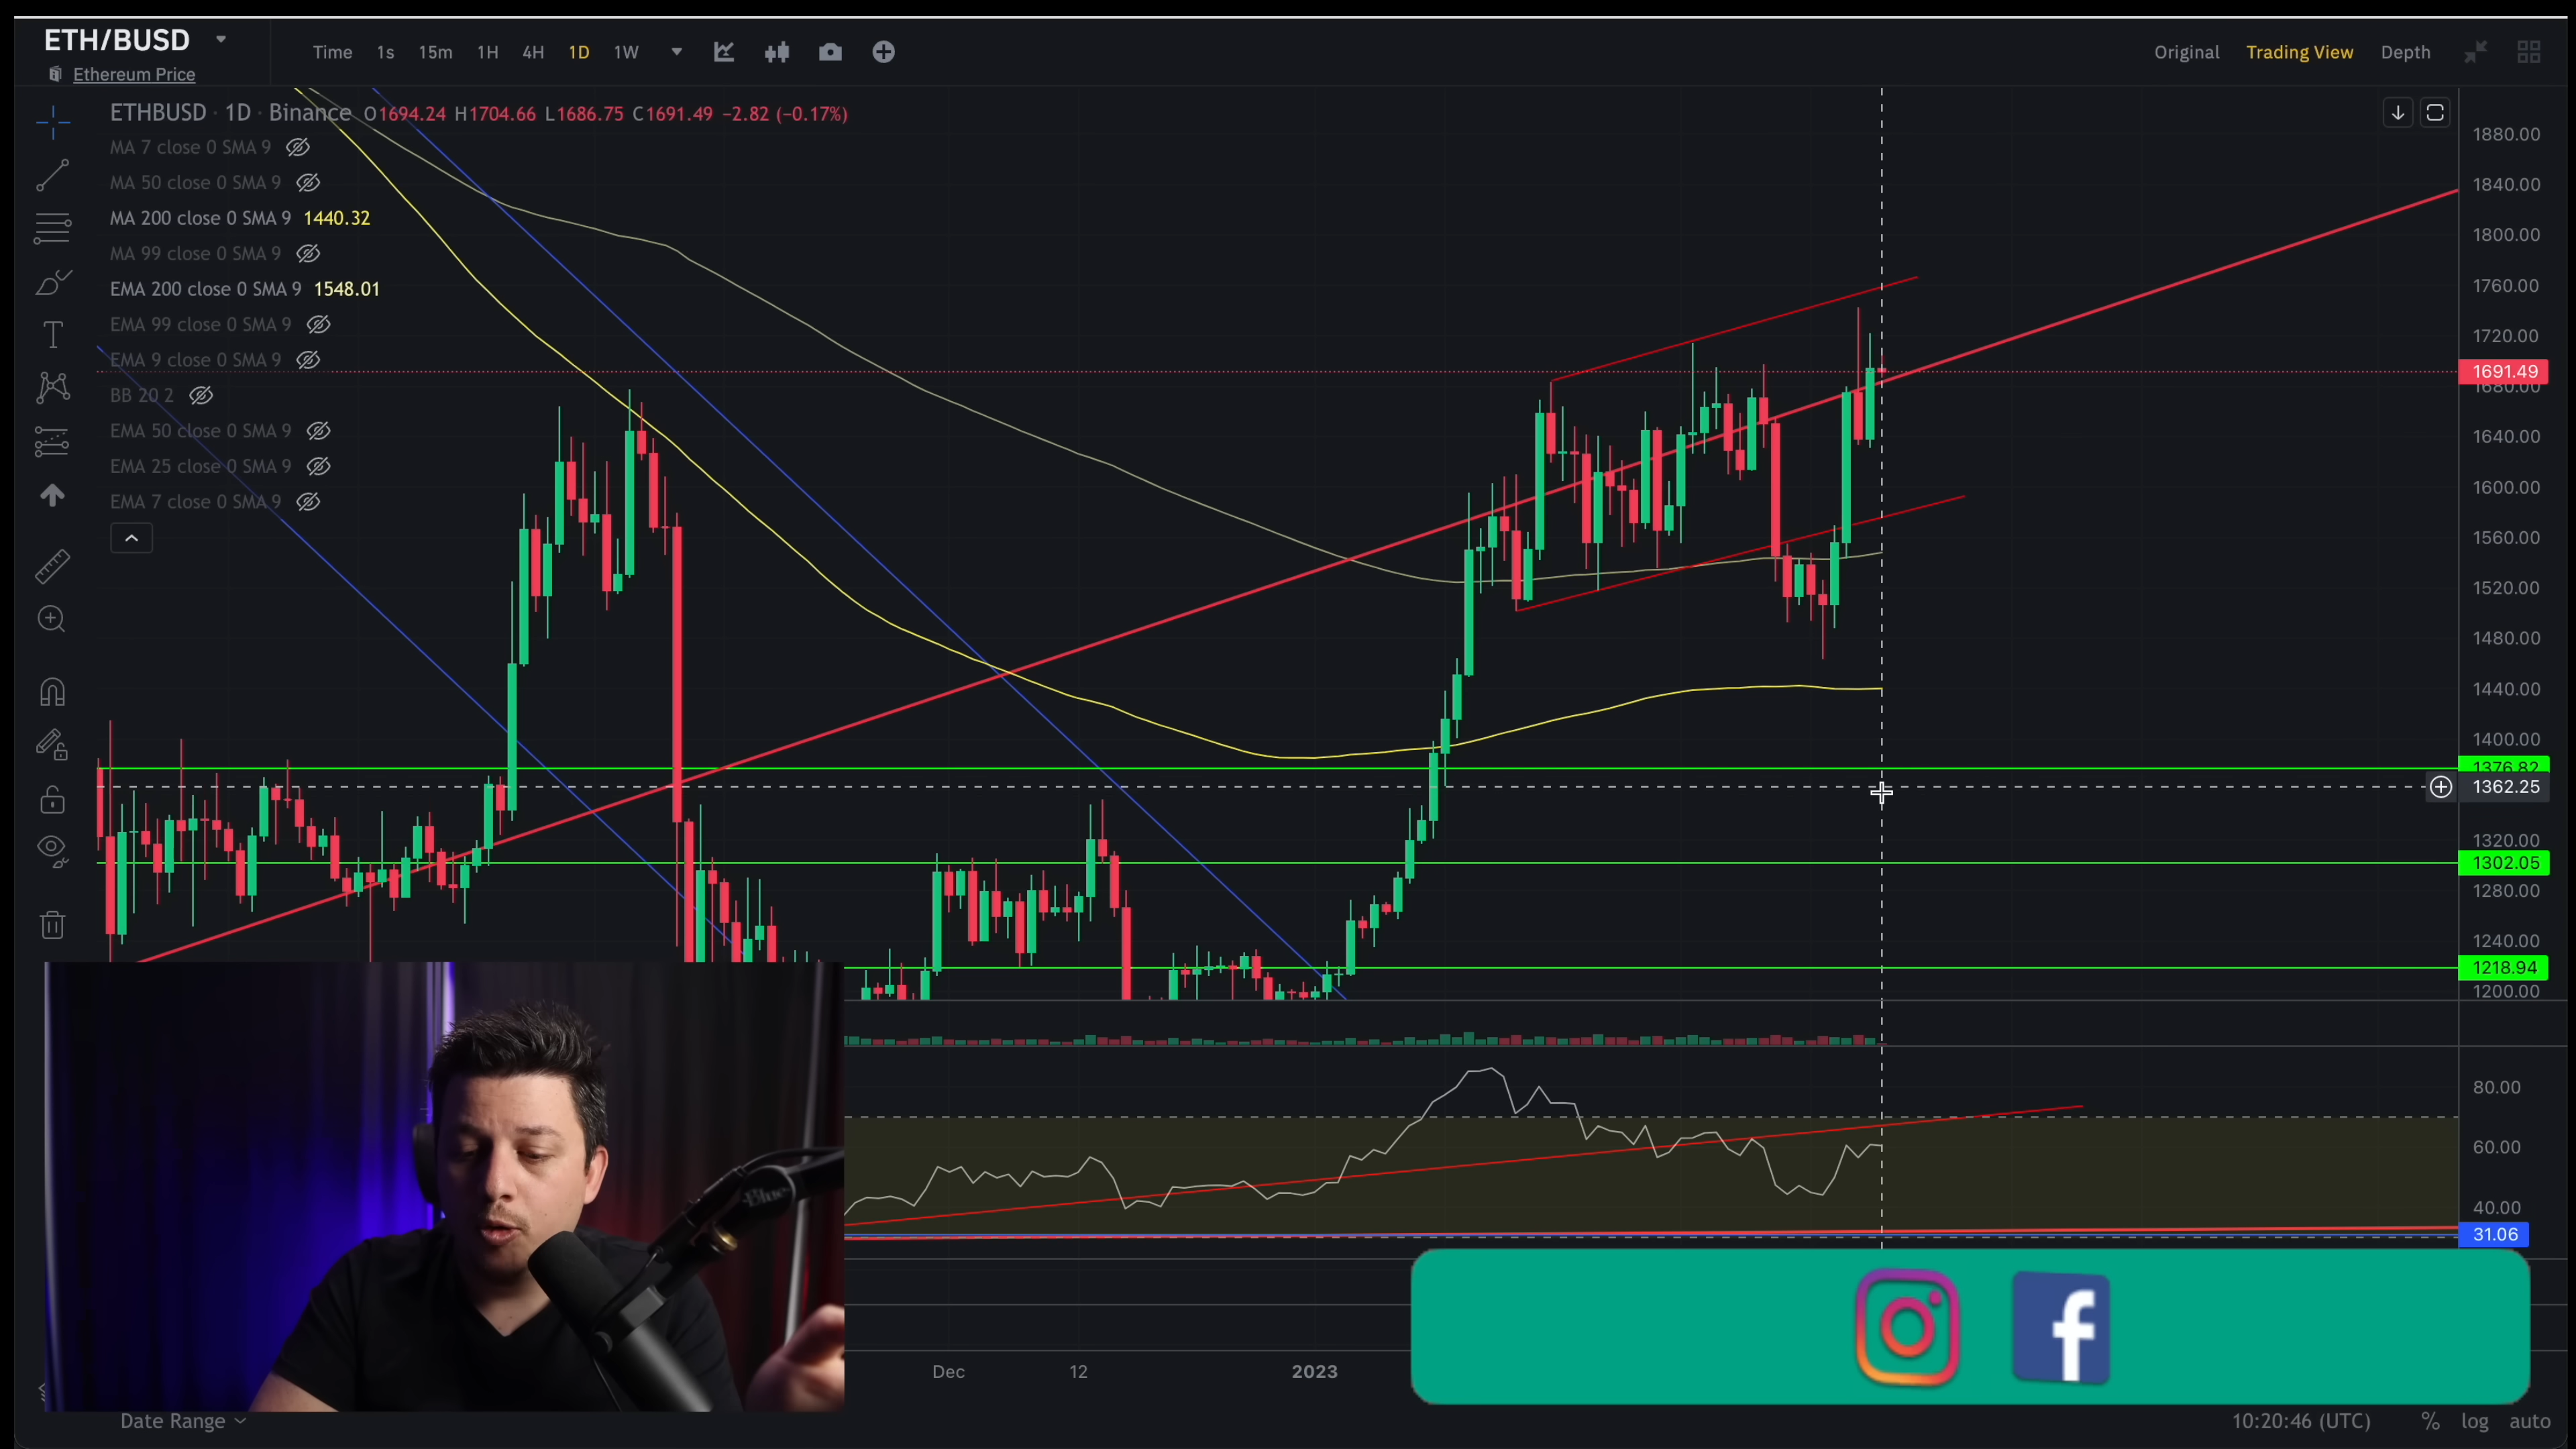 ETH/BUSD
Ethereum Price
Time 1s 15m 1H 4H 1D 1W
Original Trading View Depth
ETHBUSD · 1D · Binance O1694.24 H1704.66 L1686.75 C1691.49 −2.82 (−0.17%)
MA 7 close 0 SMA 9
MA 50 close 0 SMA 9
MA 200 close 0 SMA 9 1440.32
MA 99 close 0 SMA 9
EMA 200 close 0 SMA 9 1548.01
EMA 99 close 0 SMA 9
EMA 9 close 0 SMA 9
BB 20 2
EMA 50 close 0 SMA 9
EMA 25 close 0 SMA 9
EMA 7 close 0 SMA 9
1880.00
1840.00
1800.00
1760.00
1720.00
1691.49
1680.00
1640.00
1600.00
1560.00
1520.00
1480.00
1440.00
1400.00
1376.82
1362.25
1320.00
1302.05
1280.00
1240.00
1218.94
1200.00
80.00
60.00
40.00
31.06
Blue
Dec 12 2023
Date Range
10:20:46 (UTC) % log auto